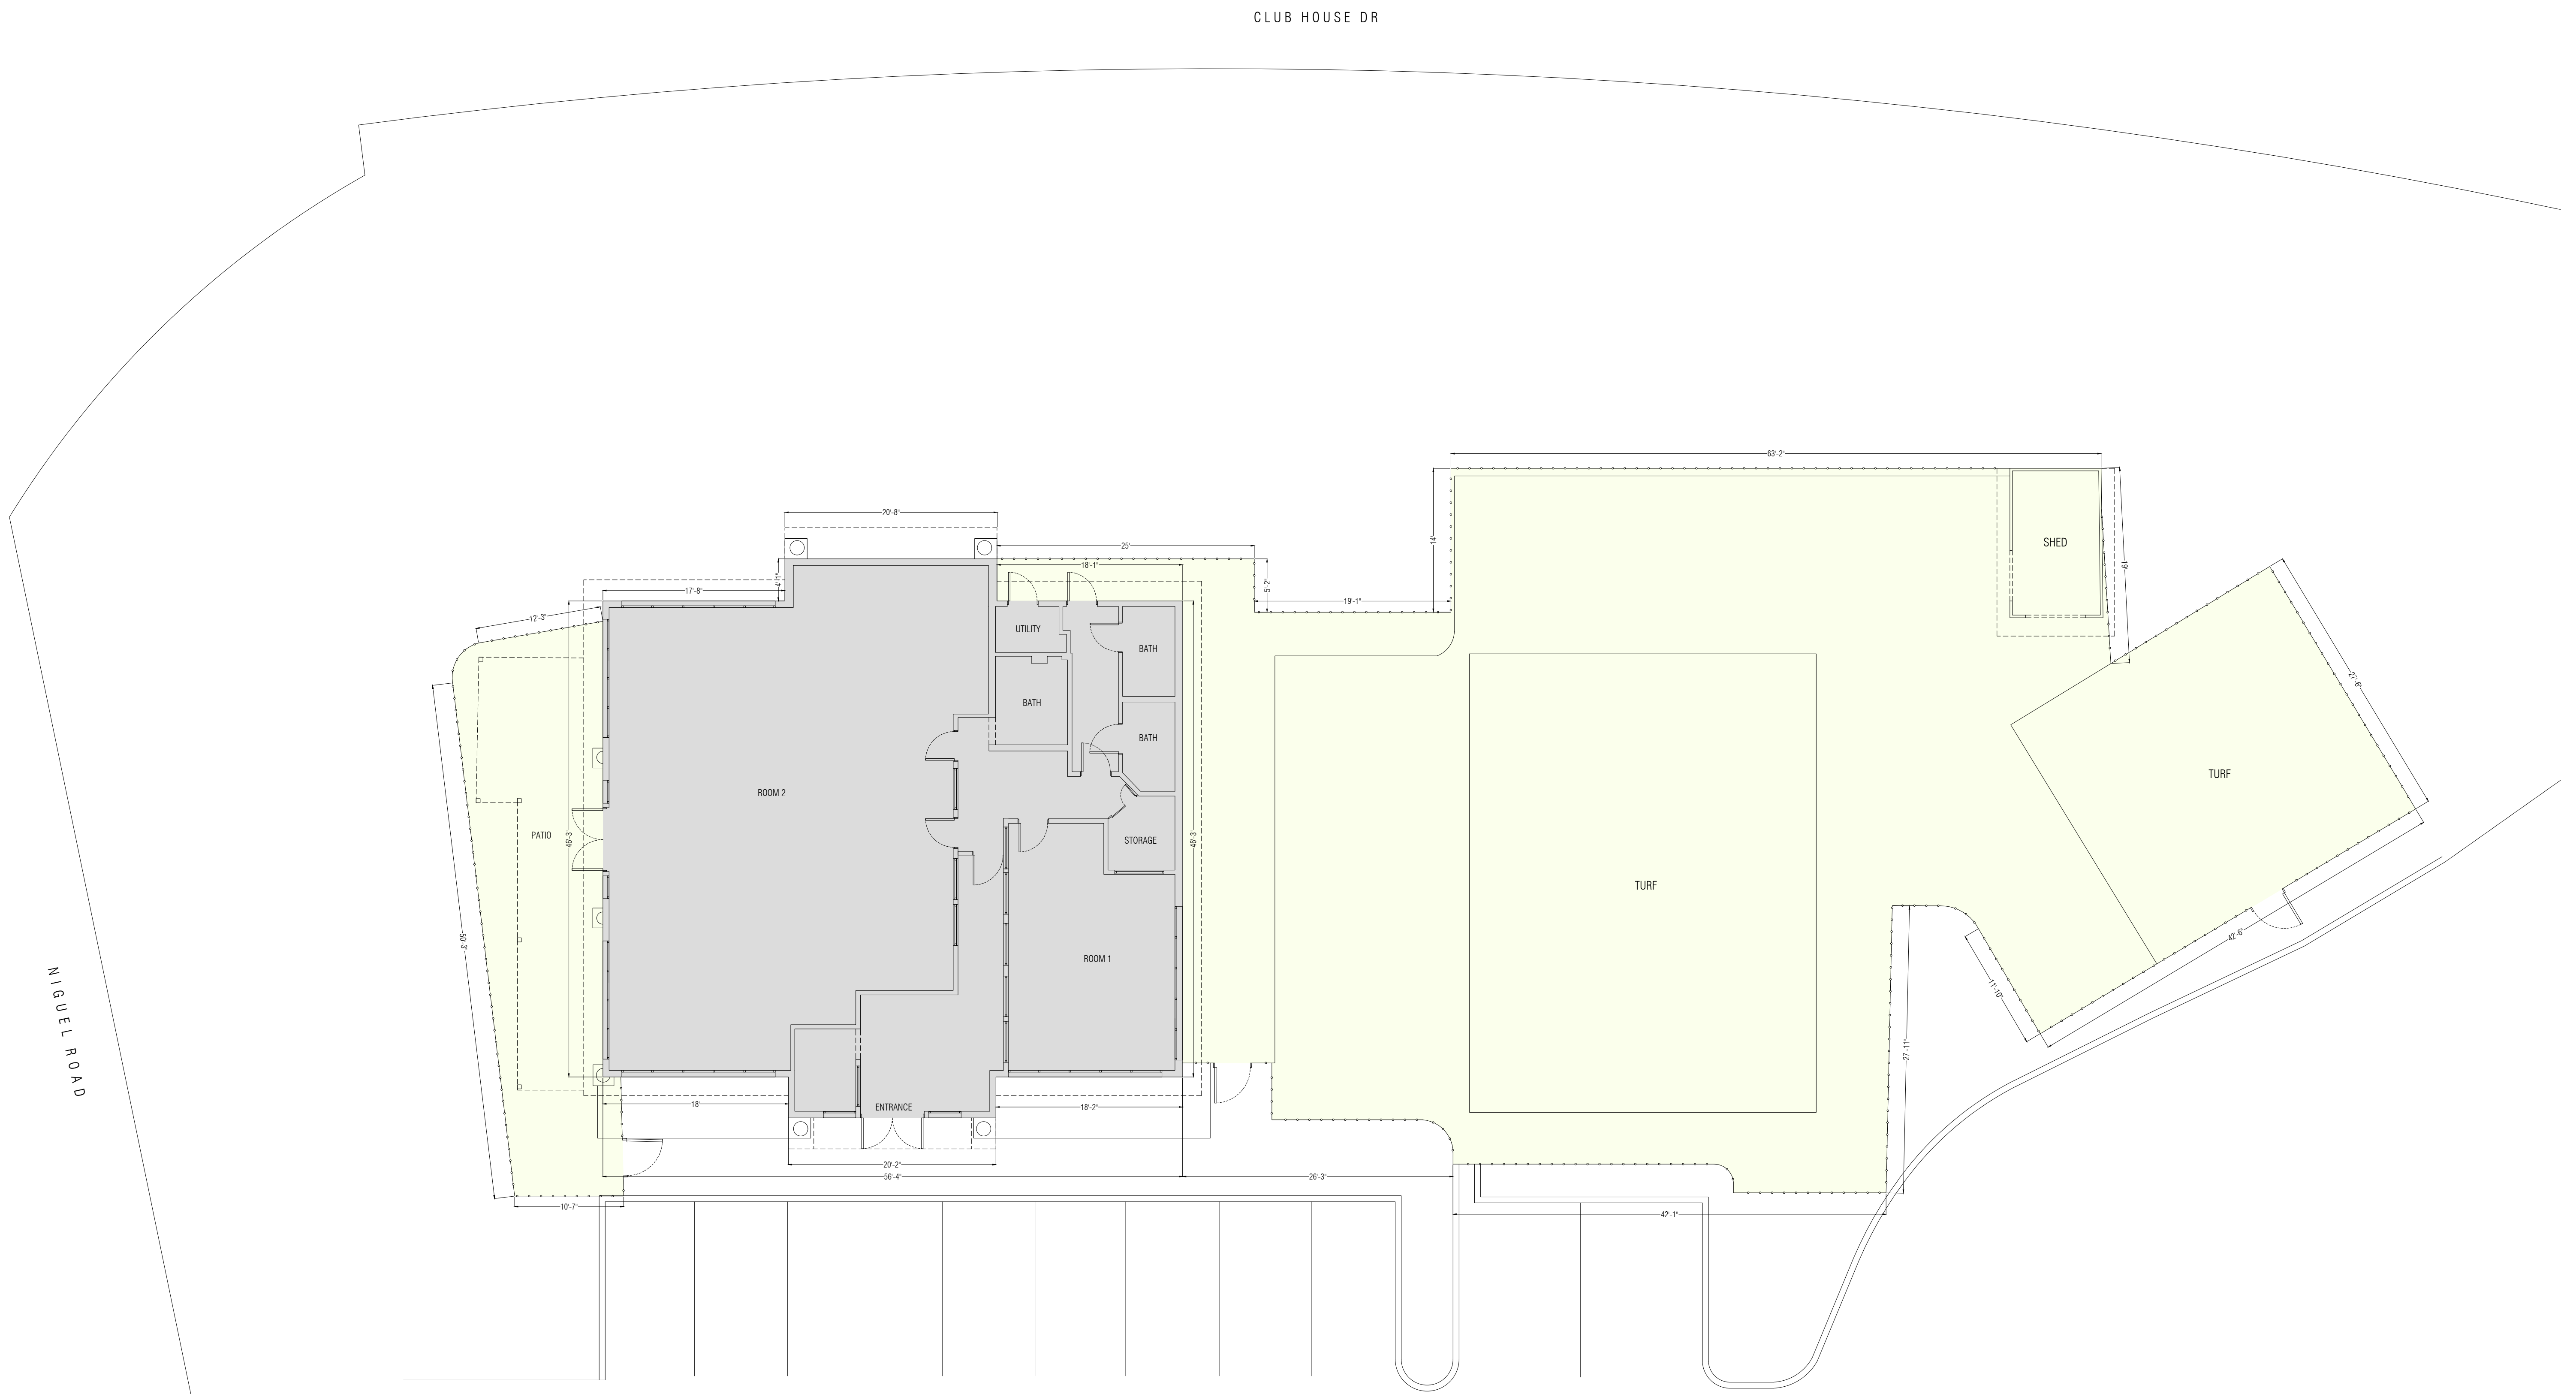 CLUB HOUSE DR
63'-2"
20'-8"
14'
SHED
25'
18'-1"
4'-1"
5'-2"
19'
17'-8"
19'-1"
12'-3"
UTILITY
BATH
BATH
BATH
27'-6"
TURF
ROOM 2
PATIO
46'-3"
46'-3"
STORAGE
TURF
50'-3"
42'-6"
ROOM 1
11'-10"
NIGUEL ROAD
27'-11"
18'
ENTRANCE
18'-2"
20'-2"
56'-4"
26'-3"
10'-7"
42'-1"